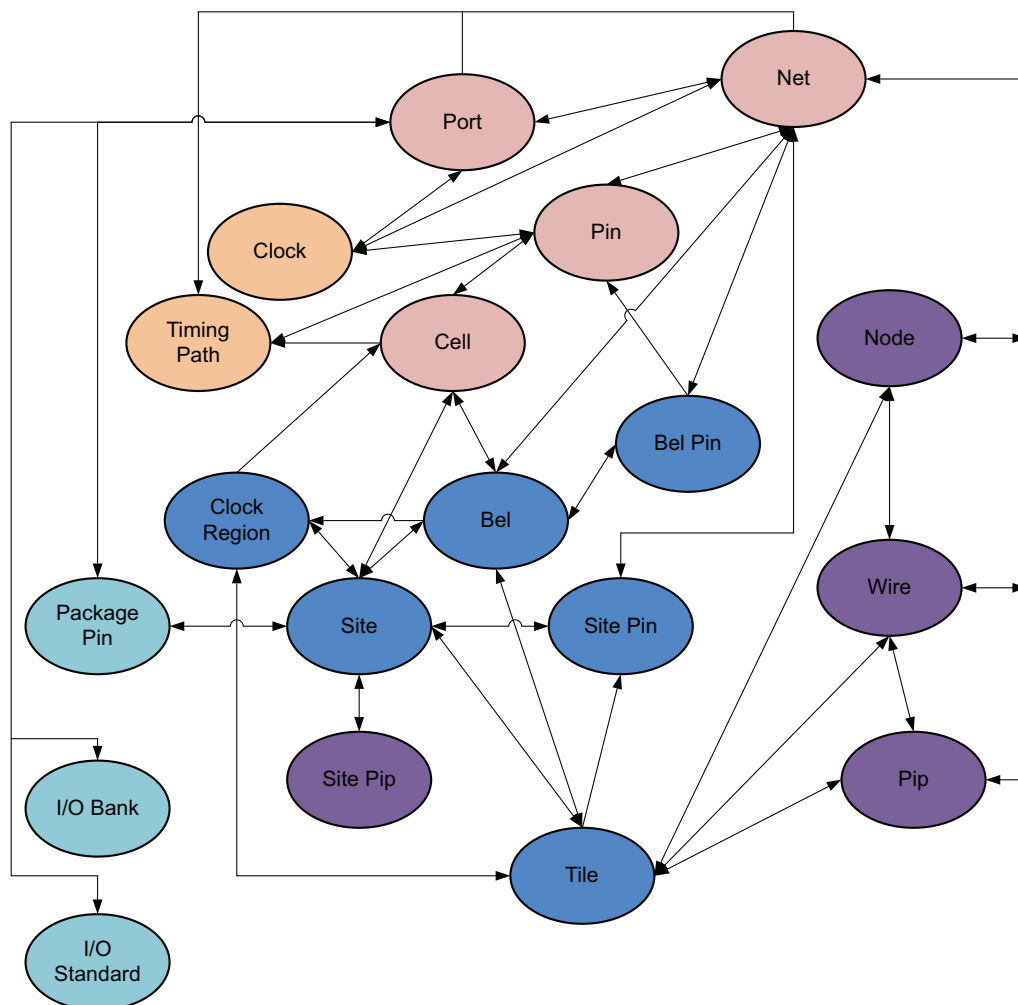 Net
Port
Pin
Clock
Timing
Path
Cell
Node
Bel Pin
Clock
Region
Bel
Wire
Package
Pin
Site
Site Pin
Site Pip
Pip
I/O Bank
Tile
I/O
Standard